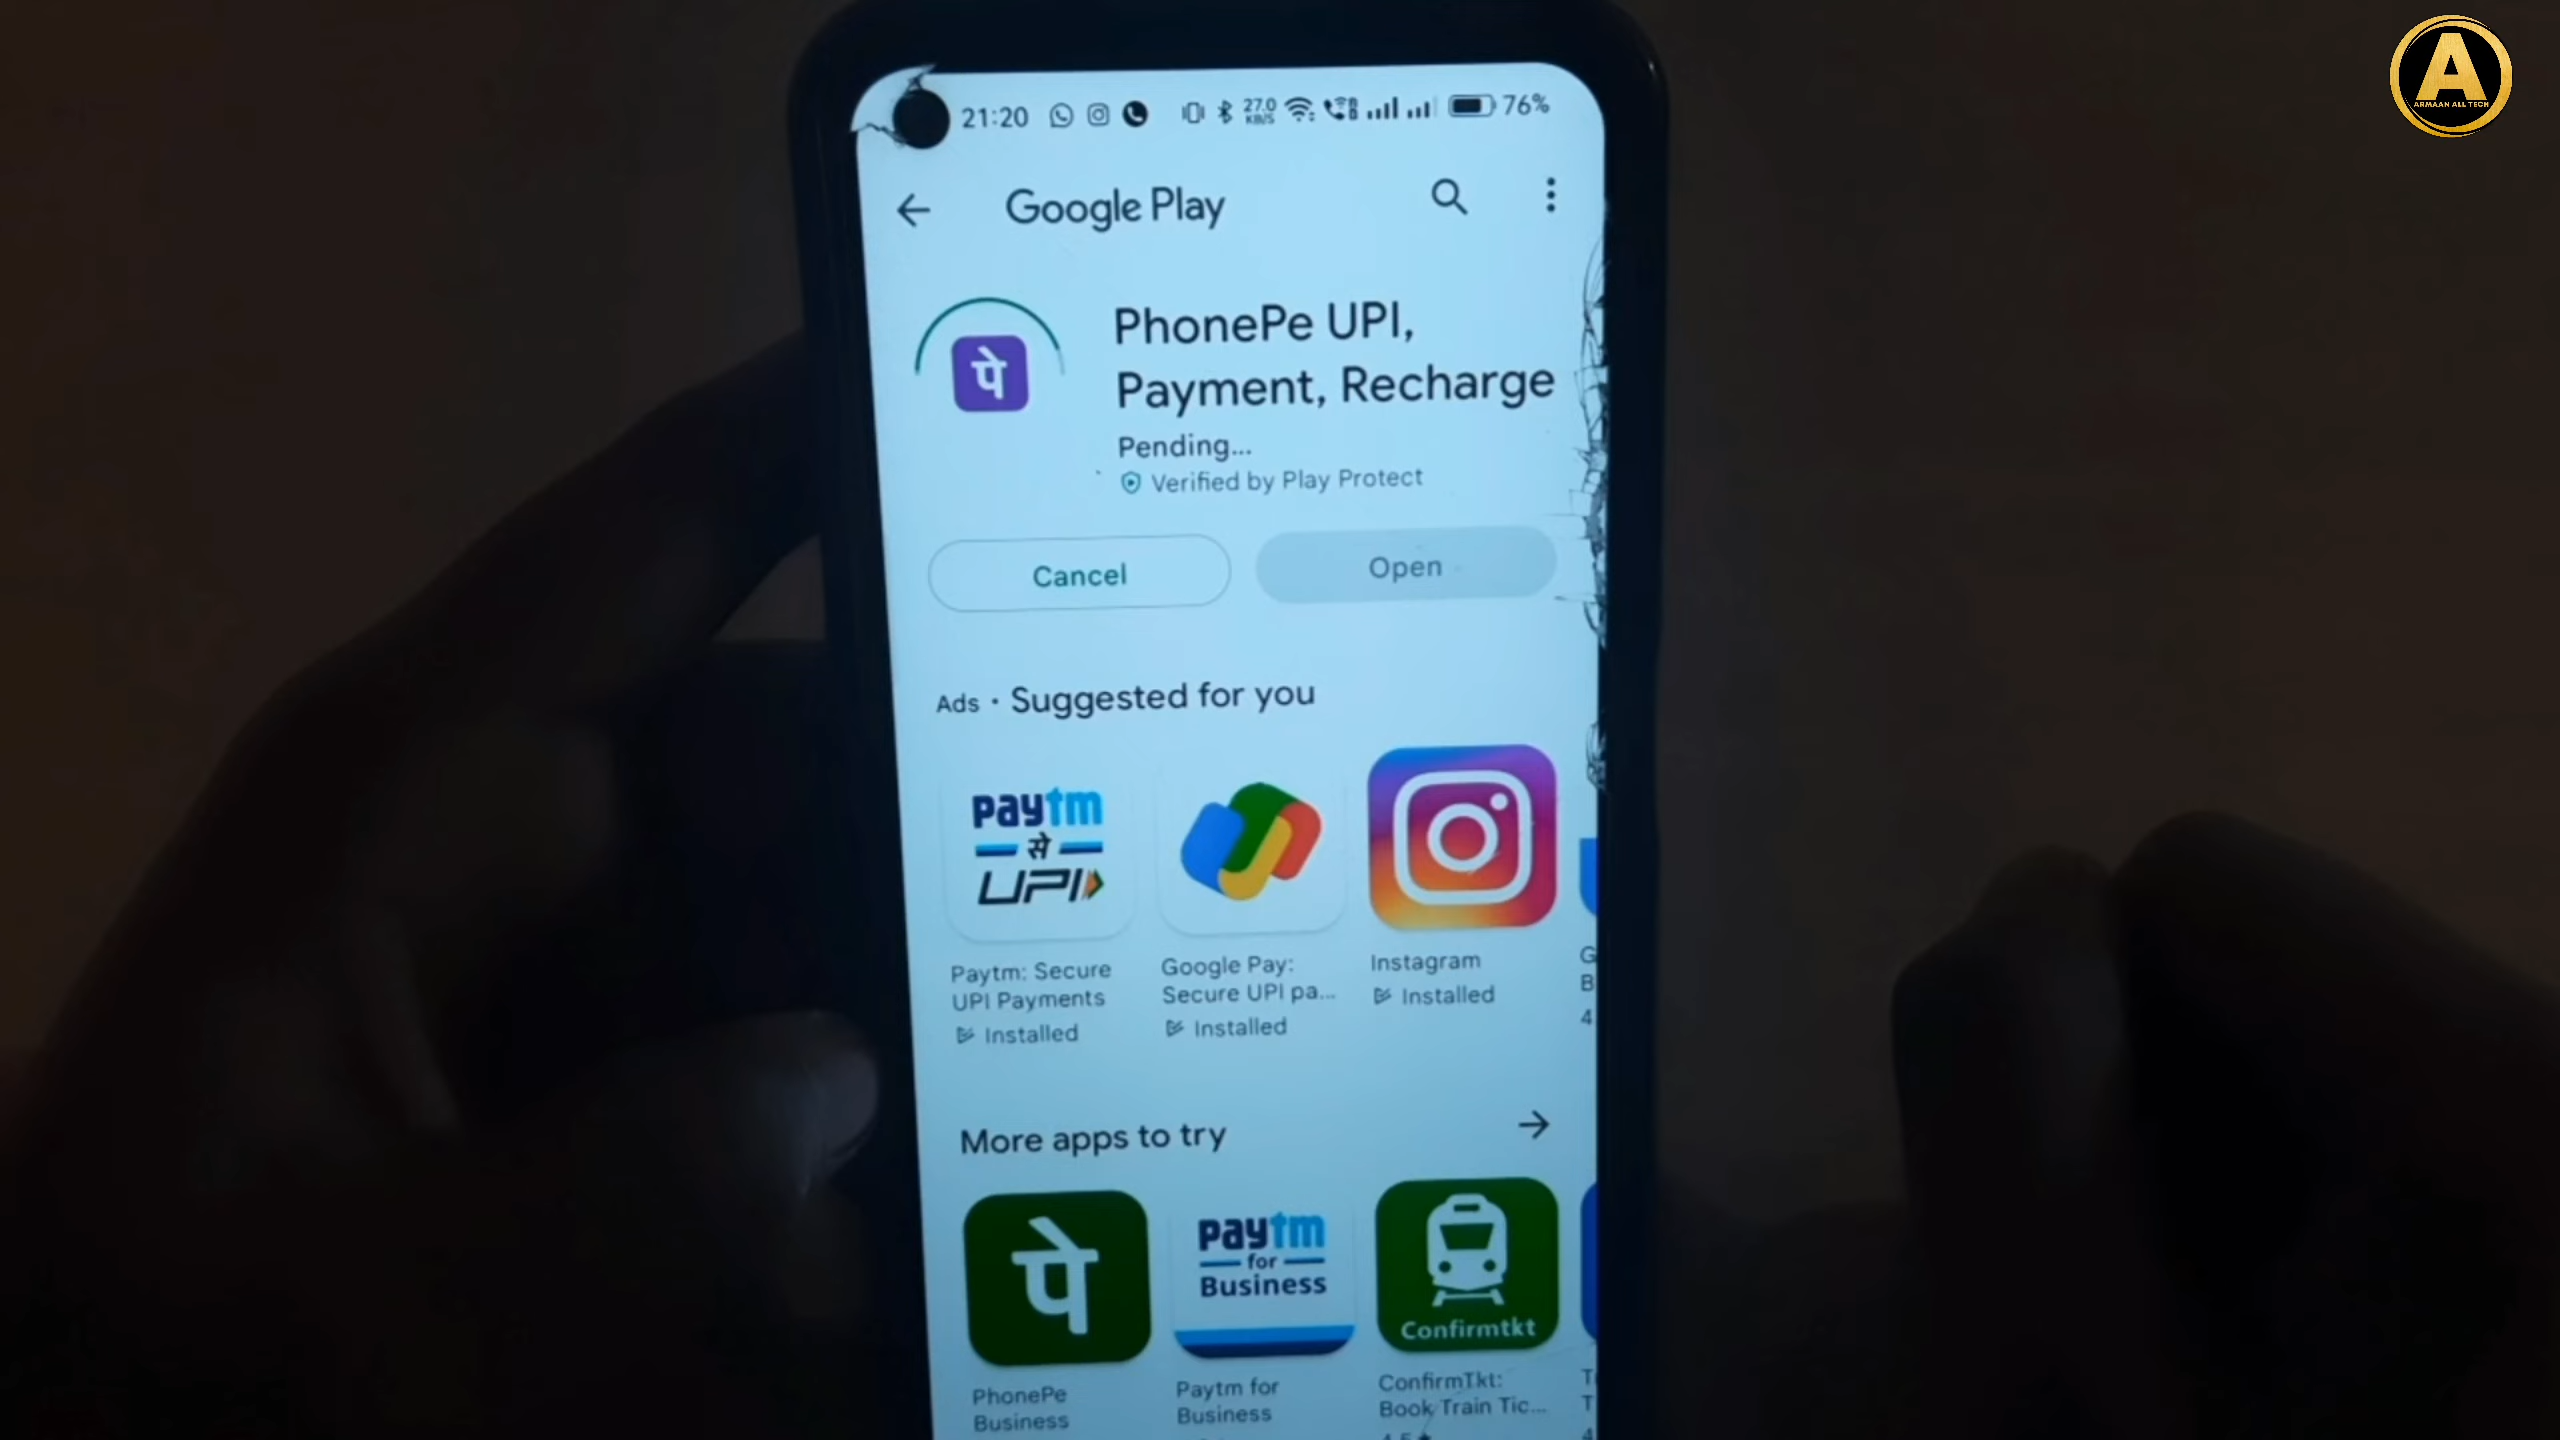 21:20 27.0 KB/S 76%
A
ARMAAN ALL TECH
Google Play
PhonePe UPI,
Payment, Recharge
पे
Pending...
Verified by Play Protect
Cancel Open
Ads • Suggested for you
paytm
से
UPI
Paytm: Secure
UPI Payments
Installed
Google Pay:
Secure UPI pa...
Installed
Instagram
Installed
G
B
4
More apps to try
पे
paytm
for
Business
Confirmtkt
PhonePe
Business
Paytm for
Business
ConfirmTkt:
Book Train Tic...
T
T